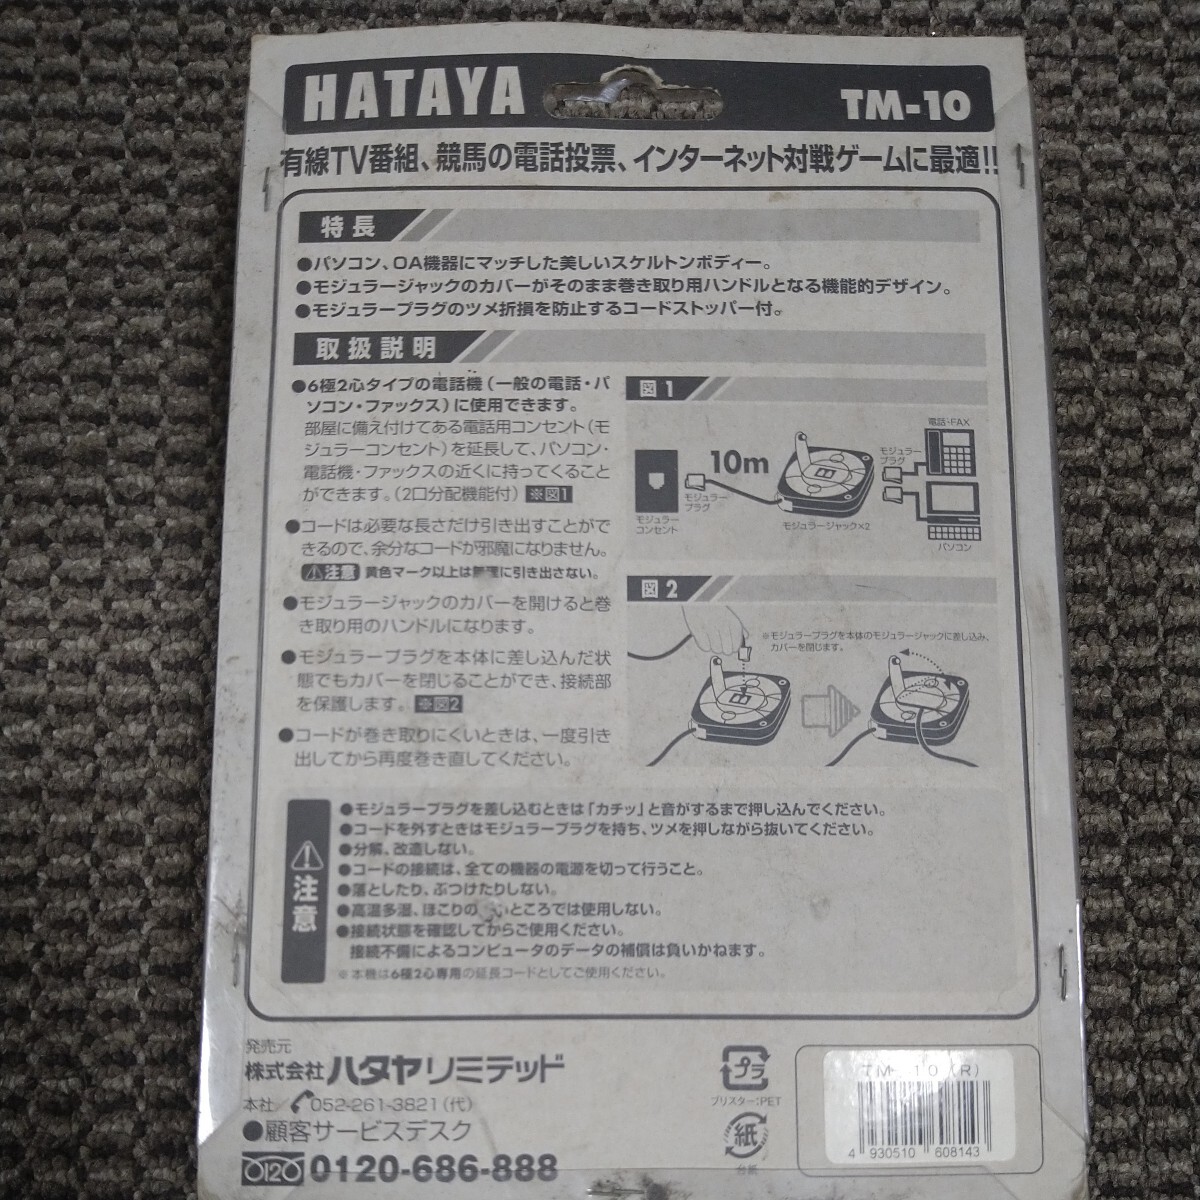 HATAYA
TM-10
有線TV番組、競馬の電話投票、インターネット対戦ゲームに最適!!
特長
●パソコン、OA機器にマッチした美しいスケルトンボディー。
●モジュラージャックのカバーがそのまま巻き取り用ハンドルとなる機能的デザイン。
●モジュラープラグのツメ折損を防止するコードストッパー付。
取扱説明
●6極2心タイプの電話機(一般の電話・パ
ソコン・ファックス)に使用できます。
部屋に備え付けてある電話用コンセント(モ
ジュラーコンセント)を延長して、パソコン・
電話機・ファックスの近くに持ってくること
ができます。(2口分配機能付) ※図1
●コードは必要な長さだけ引き出すことがで
きるので、余分なコードが邪魔になりません。
⚠注意 黄色マーク以上は無理に引き出さない。
●モジュラージャックのカバーを開けると巻
き取り用のハンドルになります。
●モジュラープラグを本体に差し込んだ状
態でもカバーを閉じることができ、接続部
を保護します。 ※図2
●コードが巻き取りにくいときは、一度引き
出してから再度巻き直してください。
図1
電話・FAX
モジュラー
プラグ
10m
モジュラー
プラグ
モジュラー
コンセント
モジュラージャック×2
パソコン
図2
※モジュラープラグを本体のモジュラージャックに差し込み、
カバーを閉じます。
⚠注意
●モジュラープラグを差し込むときは「カチッ」と音がするまで押し込んでください。
●コードを外すときはモジュラープラグを持ち、ツメを押しながら抜いてください。
●分解、改造しない。
●コードの接続は、全ての機器の電源を切って行うこと。
●落としたり、ぶつけたりしない。
●高温多湿、ほこりの いところでは使用しない。
●接続状態を確認してからご使用ください。
接続不備によるコンピュータのデータの補償は負いかねます。
※本機は6極2心専用の延長コードとしてご使用ください。
発売元
株式会社ハタヤリミテッド
本社 052-261-3821(代)
●顧客サービスデスク
0120-686-888
プラ
ブリスター:PET
紙
台紙
TM-10(R)
4 930510 608143